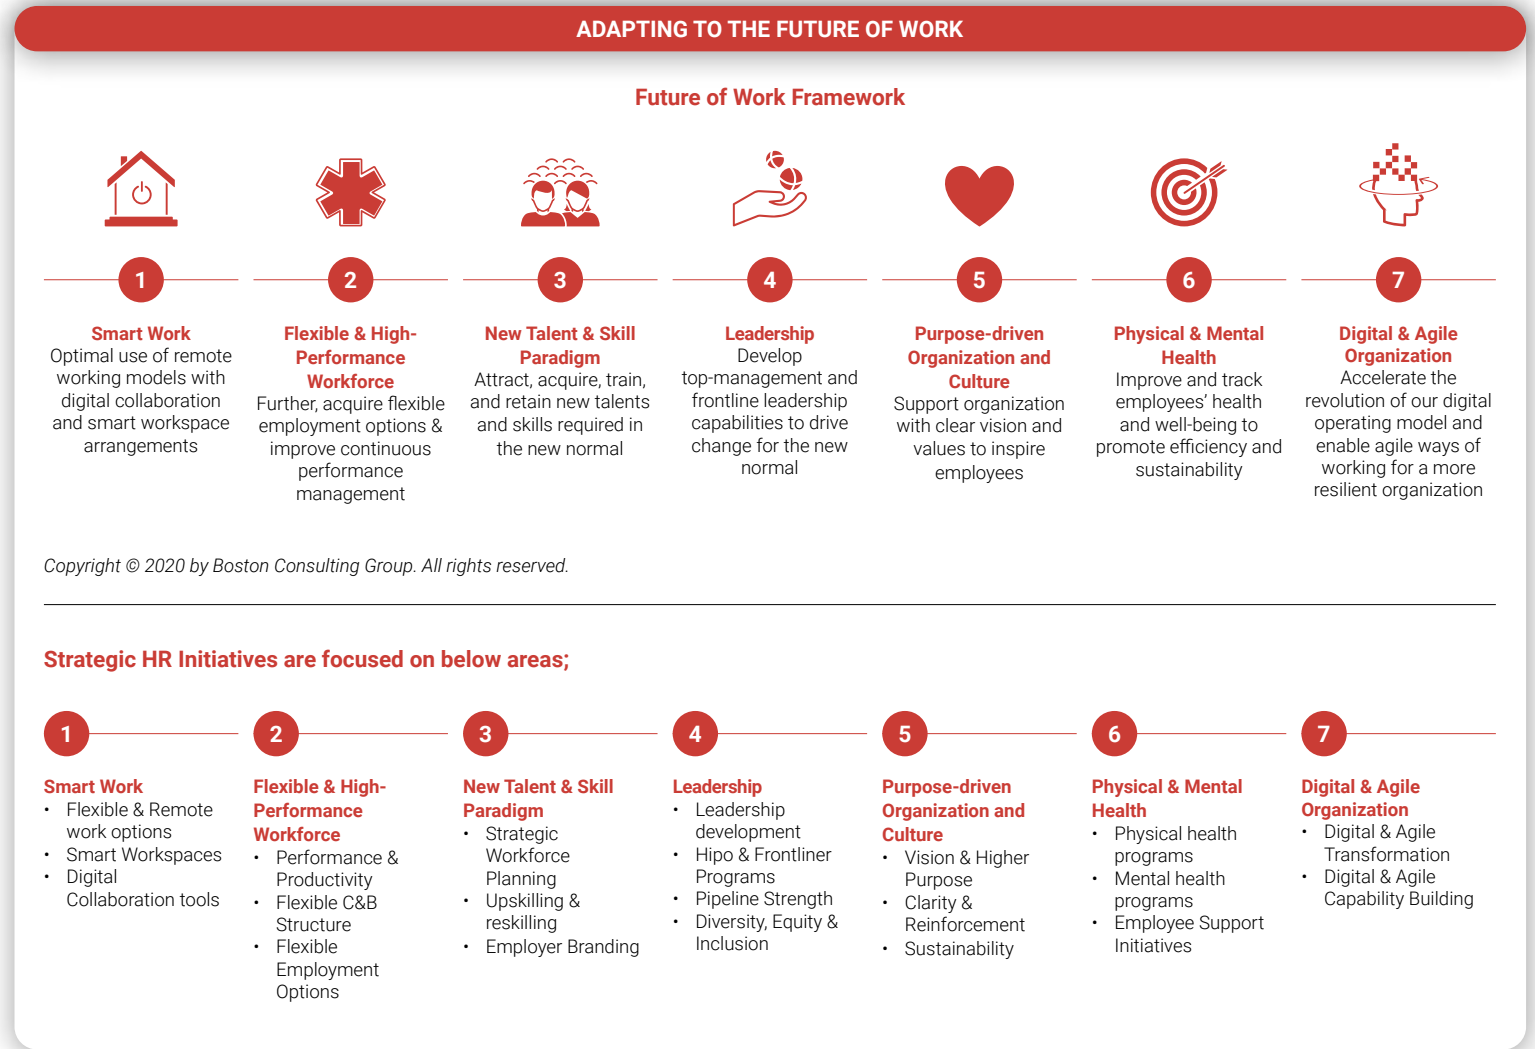 ADAPTING TO THE FUTURE OF WORK
Future of Work Framework
1
Smart Work
Optimal use of remote
working models with
digital collaboration
and smart workspace
arrangements
2
Flexible & High-
Performance
Workforce
Further, acquire flexible
employment options &
improve continuous
performance
management
3
New Talent & Skill
Paradigm
Attract, acquire, train,
and retain new talents
and skills required in
the new normal
4
Leadership
Develop
top-management and
frontline leadership
capabilities to drive
change for the new
normal
5
Purpose-driven
Organization and
Culture
Support organization
with clear vision and
values to inspire
employees
6
Physical & Mental
Health
Improve and track
employees’ health
and well-being to
promote efficiency and
sustainability
7
Digital & Agile
Organization
Accelerate the
revolution of our digital
operating model and
enable agile ways of
working for a more
resilient organization
Copyright © 2020 by Boston Consulting Group. All rights reserved.
Strategic HR Initiatives are focused on below areas;
1
Smart Work
• Flexible & Remote
work options
• Smart Workspaces
• Digital
Collaboration tools
2
Flexible & High-
Performance
Workforce
• Performance &
Productivity
• Flexible C&B
Structure
• Flexible
Employment
Options
3
New Talent & Skill
Paradigm
• Strategic
Workforce
Planning
• Upskilling &
reskilling
• Employer Branding
4
Leadership
• Leadership
development
• Hipo & Frontliner
Programs
• Pipeline Strength
• Diversity, Equity &
Inclusion
5
Purpose-driven
Organization and
Culture
• Vision & Higher
Purpose
• Clarity &
Reinforcement
• Sustainability
6
Physical & Mental
Health
• Physical health
programs
• Mental health
programs
• Employee Support
Initiatives
7
Digital & Agile
Organization
• Digital & Agile
Transformation
• Digital & Agile
Capability Building